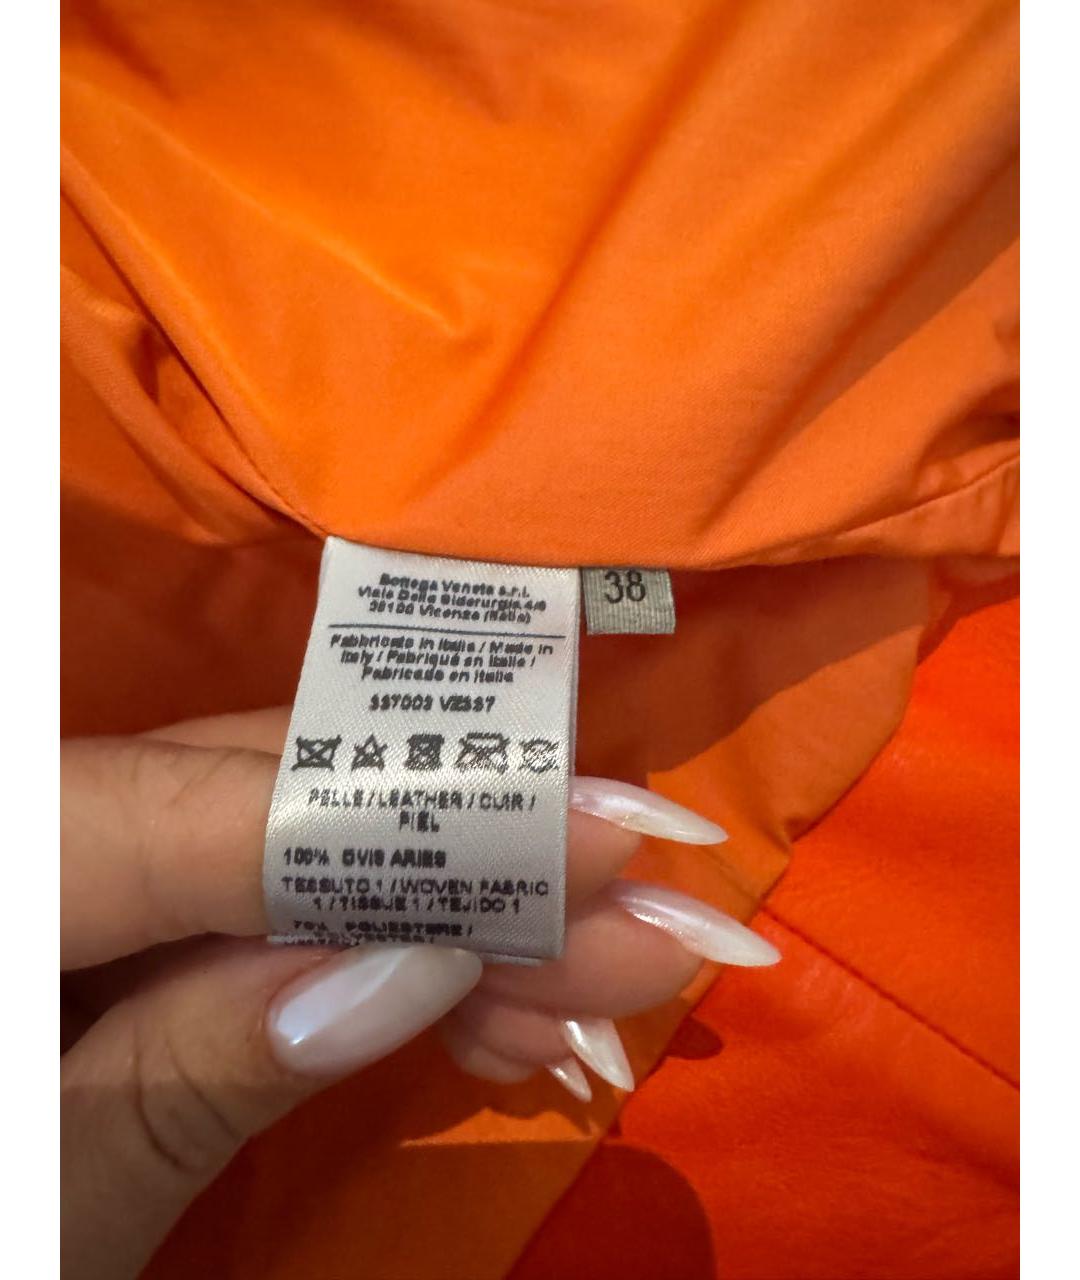 Bottega Veneta s.r.l.
Viale Della Siderurgia 4/6
36100 Vicenza (Italia)
38
Fabbricato in Italia / Made in
Italy / Fabriqué en Italie /
Fabricado en Italia
PELLE / LEATHER / CUIR /
PIEL
100% OVIS ARIES
TESSUTO 1 / WOVEN FABRIC
1 / TISSUE 1 / TEJIDO 1
POLIESTERE /